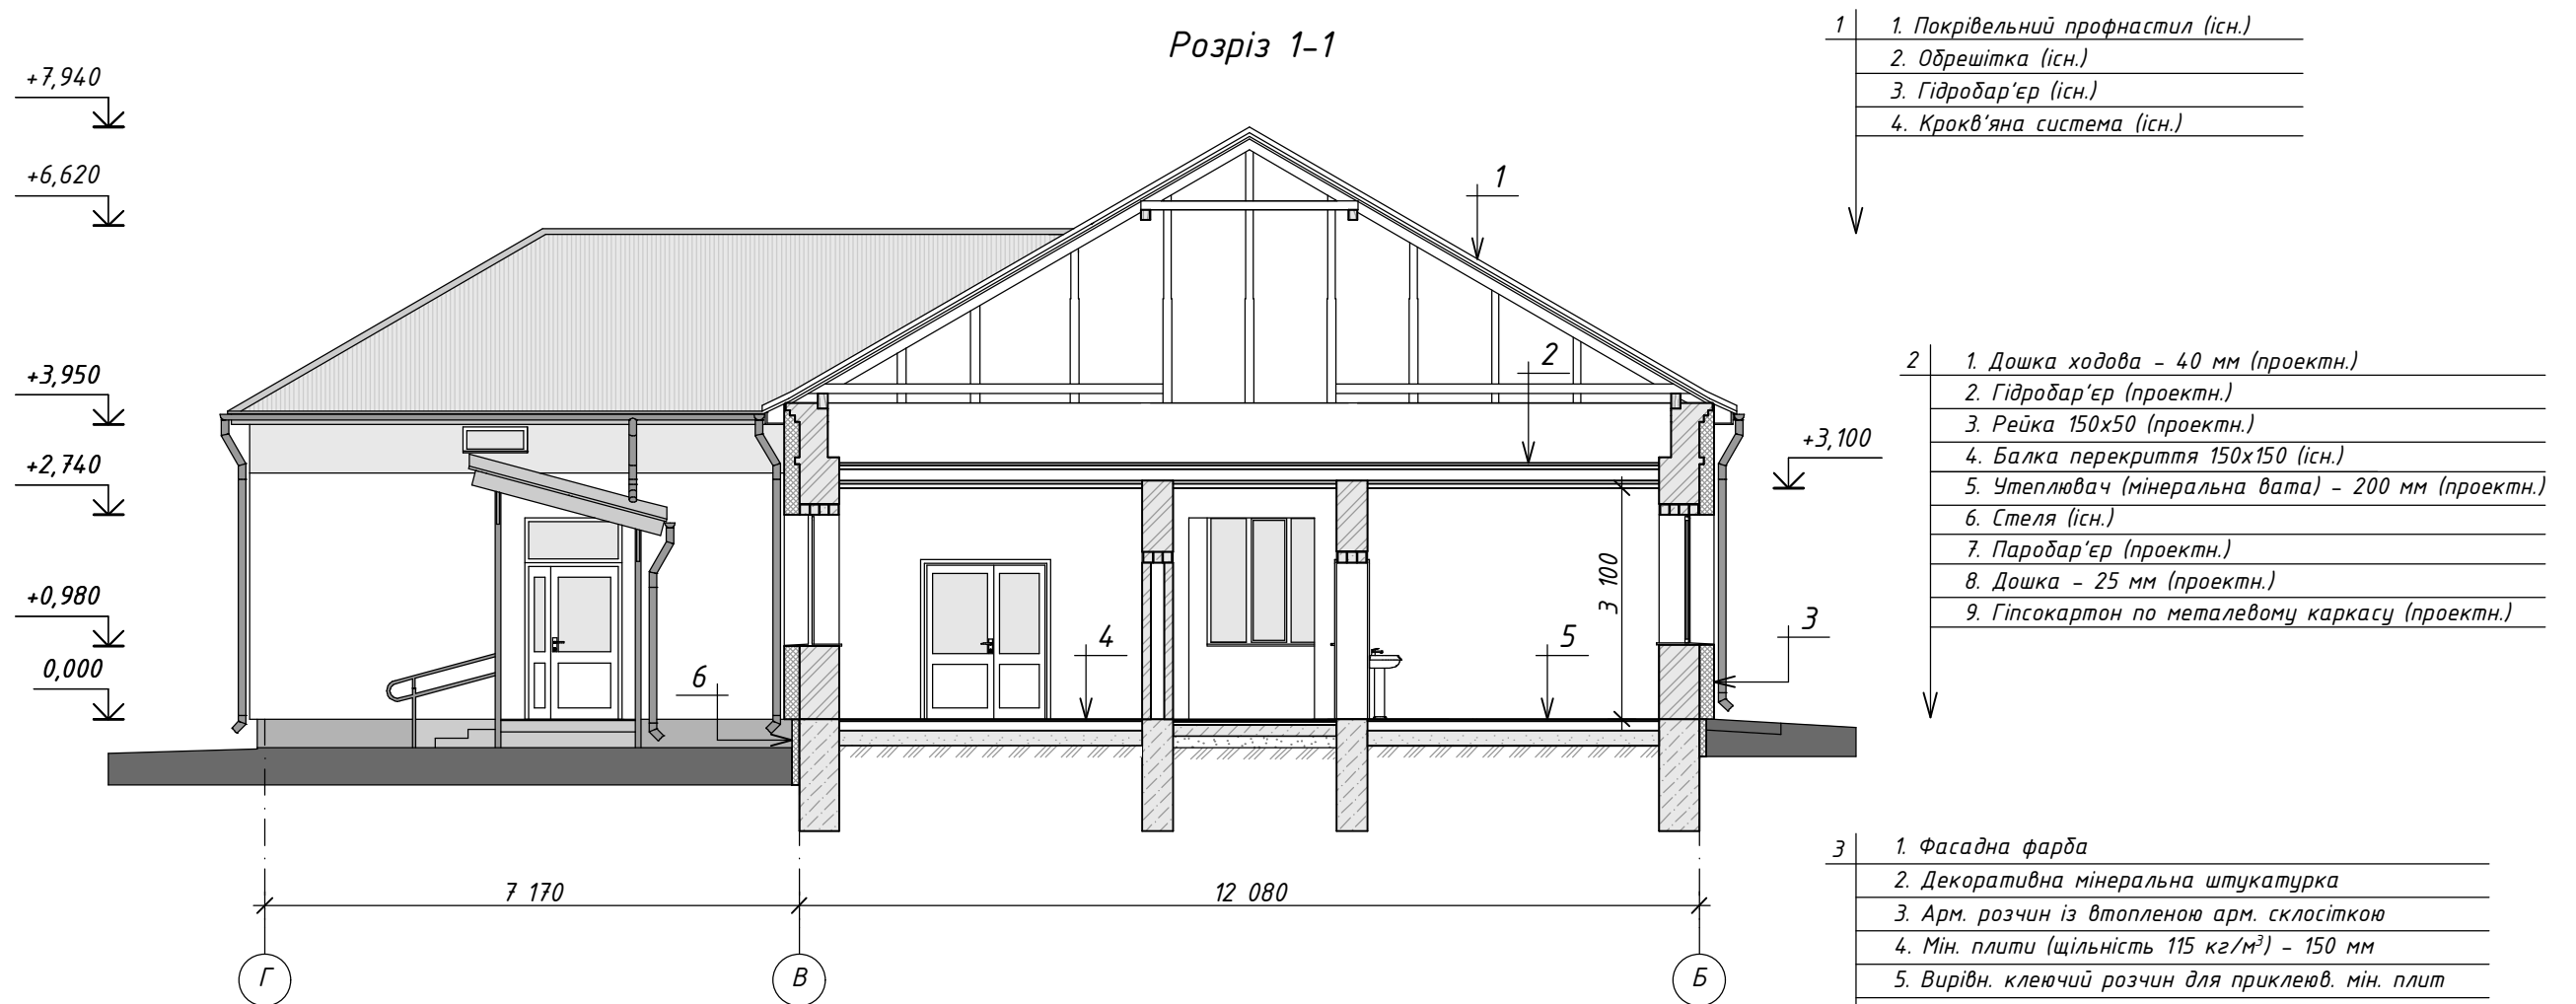 Розріз 1-1
+7,940
+6,620
+3,950
+2,740
+0,980
0,000
+3,100
1
2
3
4
5
6
3 100
7 170
12 080
Г
В
Б
1
1. Покрівельний профнастил (існ.)
2. Обрешітка (існ.)
3. Гідробар'єр (існ.)
4. Кроков'яна система (існ.)
2
1. Дошка ходова - 40 мм (проектн.)
2. Гідробар'єр (проектн.)
3. Рейка 150х50 (проектн.)
4. Балка перекриття 150х150 (існ.)
5. Утеплювач (мінеральна вата) - 200 мм (проектн.)
6. Стеля (існ.)
7. Паробар'єр (проектн.)
8. Дошка - 25 мм (проектн.)
9. Гіпсокартон по металевому каркасу (проектн.)
3
1. Фасадна фарба
2. Декоративна мінеральна штукатурка
3. Арм. розчин із втопленою арм. склосіткою
4. Мін. плити (щільність 115 кг/м³) - 150 мм
5. Вирівн. клеючий розчин для приклеюв. мін. плит